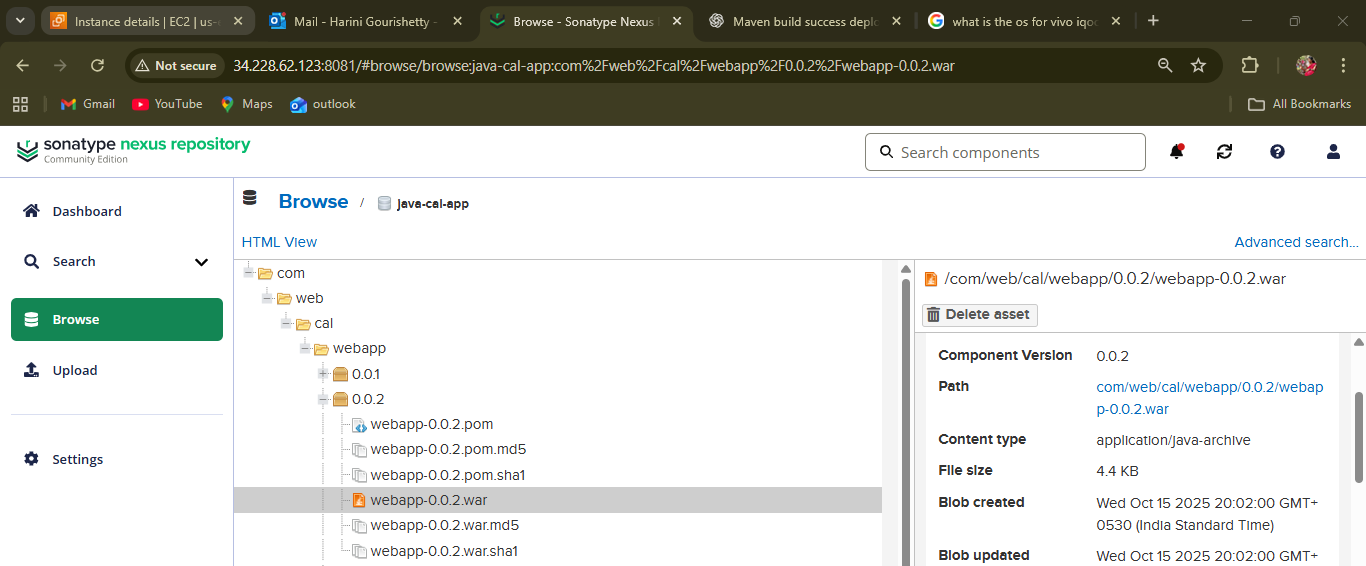 Instance details | EC2 | us-e
Mail - Harini Gourishetty -
Browse - Sonatype Nexus
Maven build success deplo
what is the os for vivo iqoo
Not secure
34.228.62.123:8081/#browse/browse:java-cal-app:com%2Fweb%2Fcal%2Fwebapp%2F0.0.2%2Fwebapp-0.0.2.war
Gmail
YouTube
Maps
outlook
All Bookmarks
sonatype nexus repository
Community Edition
Search components
Dashboard
Search
Browse
Upload
Settings
Browse / java-cal-app
HTML View
Advanced search...
com
web
cal
webapp
0.0.1
0.0.2
webapp-0.0.2.pom
webapp-0.0.2.pom.md5
webapp-0.0.2.pom.sha1
webapp-0.0.2.war
webapp-0.0.2.war.md5
webapp-0.0.2.war.sha1
/com/web/cal/webapp/0.0.2/webapp-0.0.2.war
Delete asset
Component Version 0.0.2
Path com/web/cal/webapp/0.0.2/webap
p-0.0.2.war
Content type application/java-archive
File size 4.4 KB
Blob created Wed Oct 15 2025 20:02:00 GMT+
0530 (India Standard Time)
Blob updated Wed Oct 15 2025 20:02:00 GMT+